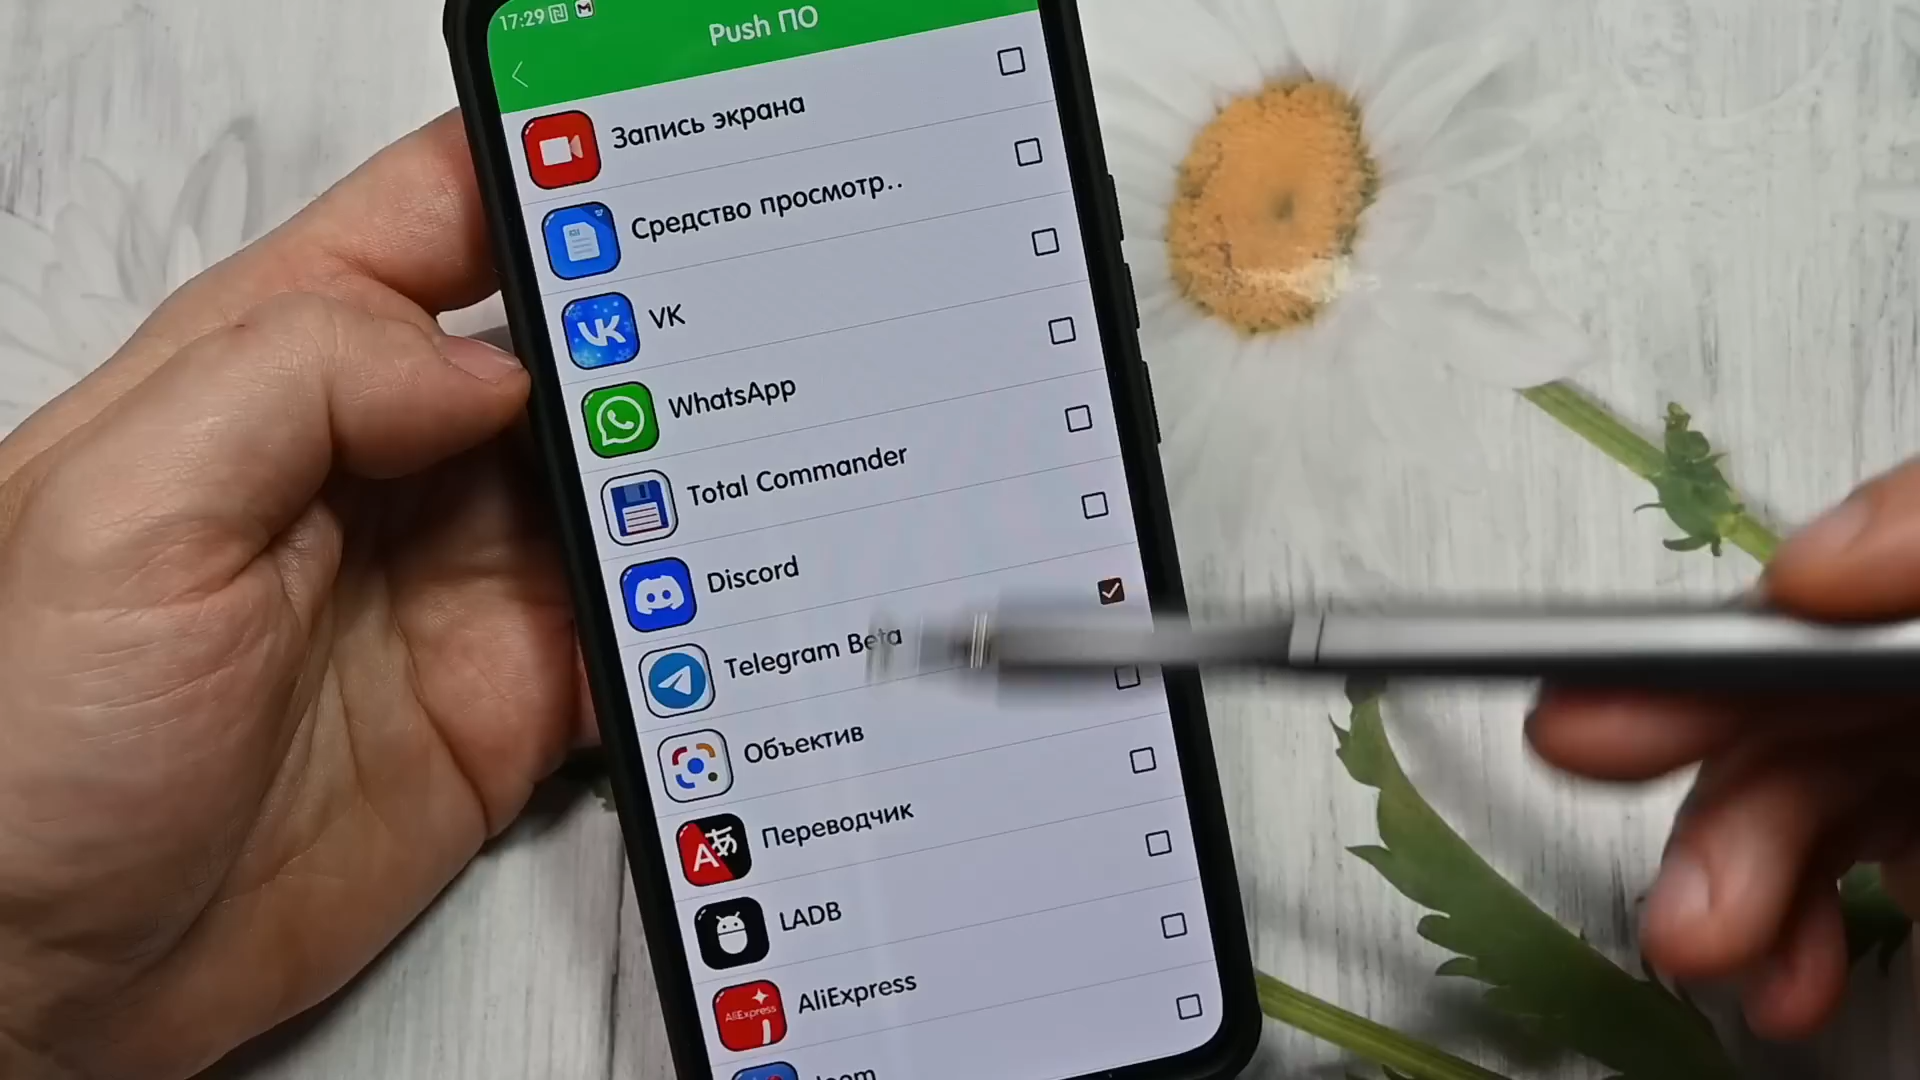 17:29
Push ПО
Запись экрана
Средство просмотр..
VK
WhatsApp
Total Commander
Discord
Telegram Beta
Объектив
Переводчик
LADB
AliExpress
AliExpress